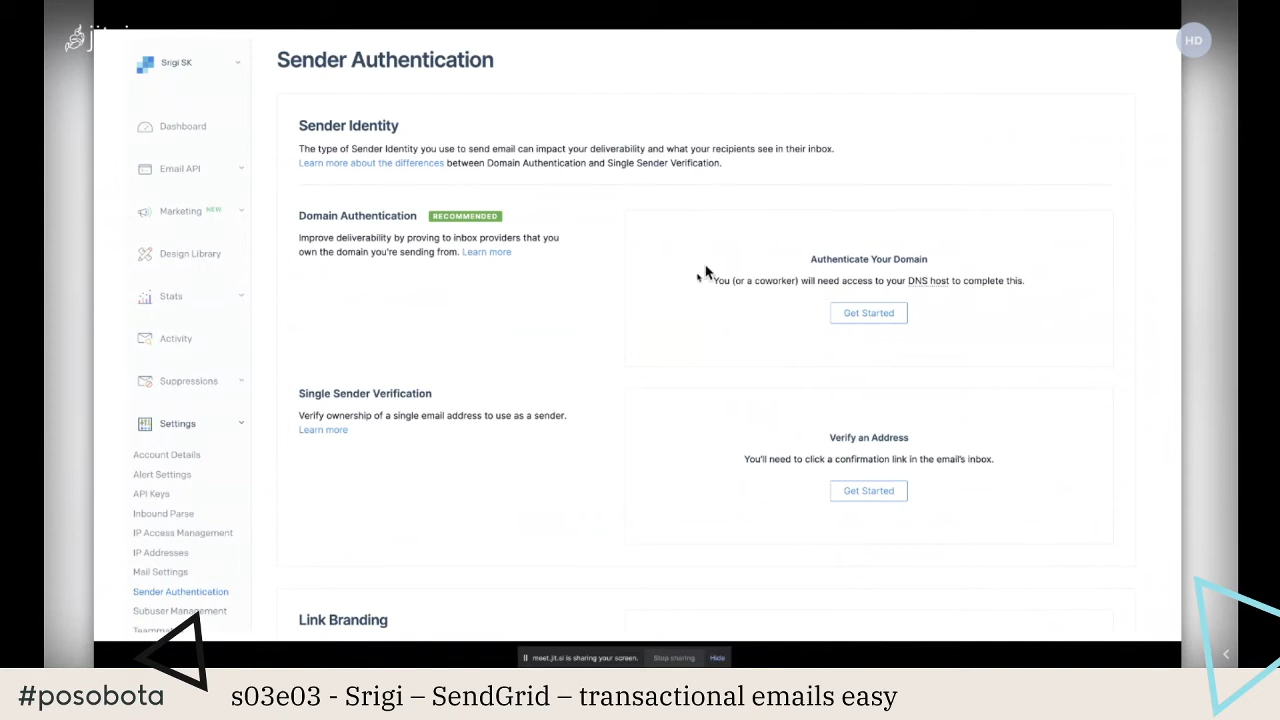 jitsi
HD
Srigi SK
Dashboard
Email API
Marketing NEW
Design Library
Stats
Activity
Suppressions
Settings
Account Details
Alert Settings
API Keys
Inbound Parse
IP Access Management
IP Addresses
Mail Settings
Sender Authentication
Subuser Management
Sender Authentication
Sender Identity
The type of Sender Identity you use to send email can impact your deliverability and what your recipients see in their inbox.
Learn more about the differences between Domain Authentication and Single Sender Verification.
Domain Authentication RECOMMENDED
Improve deliverability by proving to inbox providers that you
own the domain you're sending from. Learn more
Authenticate Your Domain
You (or a coworker) will need access to your DNS host to complete this.
Get Started
Single Sender Verification
Verify ownership of a single email address to use as a sender.
Learn more
Verify an Address
You'll need to click a confirmation link in the email's inbox.
Get Started
Link Branding
meet.jit.si is sharing your screen. Stop sharing Hide
#posobota s03e03 - Srigi – SendGrid – transactional emails easy